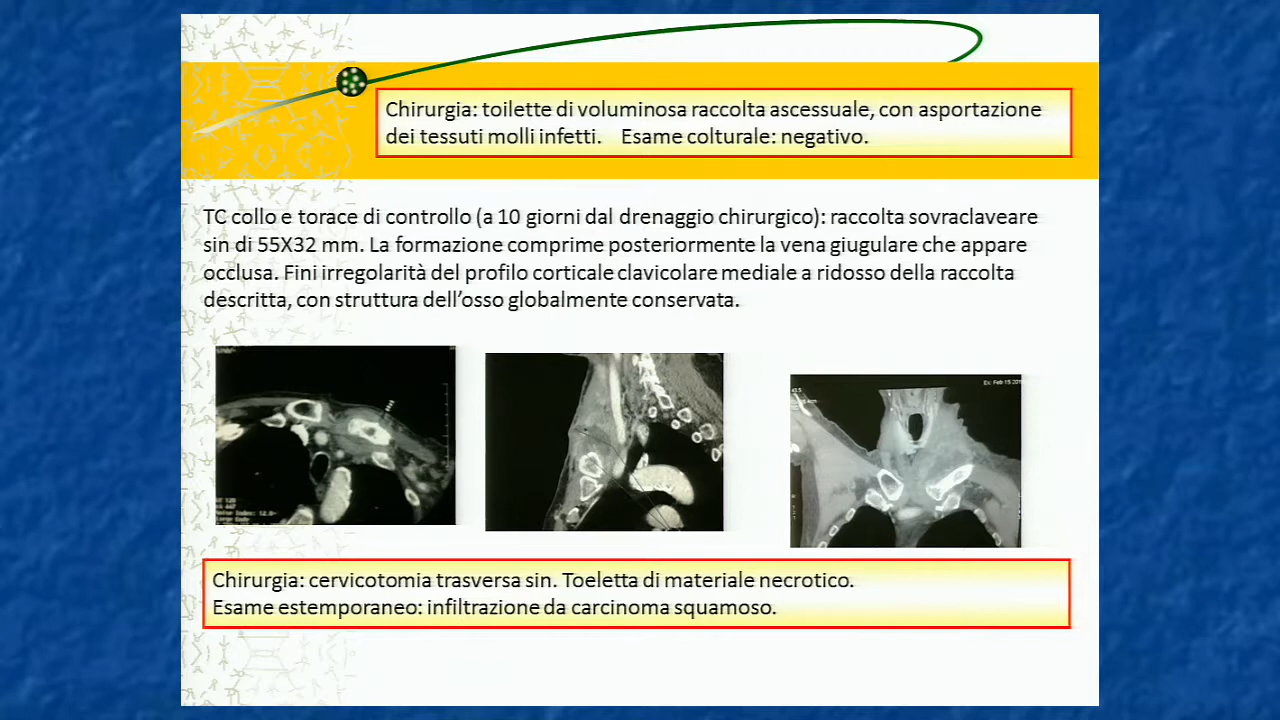 Chirurgia: toilette di voluminosa raccolta ascessuale, con asportazione
dei tessuti molli infetti. Esame colturale: negativo.
TC collo e torace di controllo (a 10 giorni dal drenaggio chirurgico): raccolta sovraclaveare
sin di 55X32 mm. La formazione comprime posteriormente la vena giugulare che appare
occlusa. Fini irregolarità del profilo corticale clavicolare mediale a ridosso della raccolta
descritta, con struttura dell’osso globalmente conservata.
Chirurgia: cervicotomia trasversa sin. Toeletta di materiale necrotico.
Esame estemporaneo: infiltrazione da carcinoma squamoso.